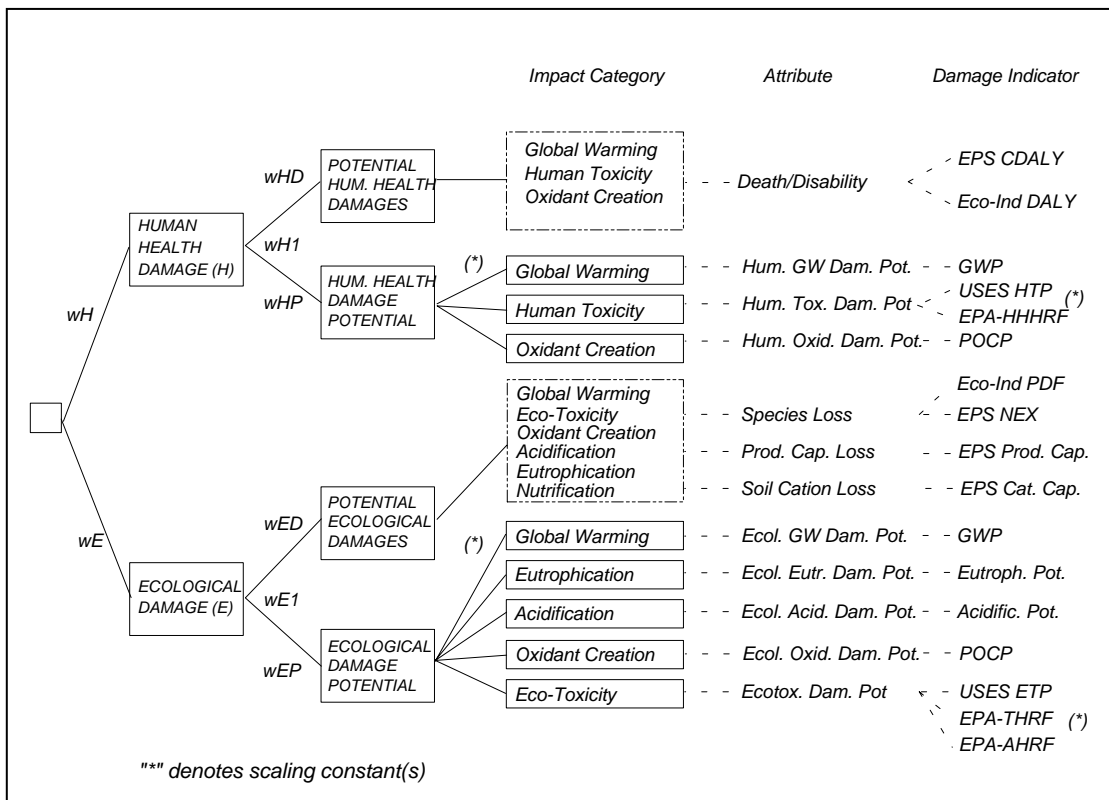 Impact Category Attribute Damage Indicator
Global Warming
Human Toxicity
Oxidant Creation
Death/Disability
EPS CDALY
Eco-Ind DALY
POTENTIAL
HUM. HEALTH
DAMAGES
wHD
HUMAN
HEALTH
DAMAGE (H)
wH1
wHP
HUM. HEALTH
DAMAGE
POTENTIAL
(*)
Global Warming Hum. GW Dam. Pot. GWP
Human Toxicity Hum. Tox. Dam. Pot USES HTP
EPA-HHHRF
(*)
Oxidant Creation Hum. Oxid. Dam. Pot. POCP
wH
Global Warming
Eco-Toxicity
Oxidant Creation
Acidification
Eutrophication
Nutrification
Eco-Ind PDF
Species Loss EPS NEX
Prod. Cap. Loss EPS Prod. Cap.
Soil Cation Loss EPS Cat. Cap.
POTENTIAL
ECOLOGICAL
DAMAGES
wED
wE
ECOLOGICAL
DAMAGE (E)
wE1
wEP
ECOLOGICAL
DAMAGE
POTENTIAL
(*)
Global Warming Ecol. GW Dam. Pot. GWP
Eutrophication Ecol. Eutr. Dam. Pot. Eutroph. Pot.
Acidification Ecol. Acid. Dam. Pot. Acidific. Pot.
Oxidant Creation Ecol. Oxid. Dam. Pot. POCP
Eco-Toxicity Ecotox. Dam. Pot USES ETP
EPA-THRF (*)
EPA-AHRF
"*" denotes scaling constant(s)